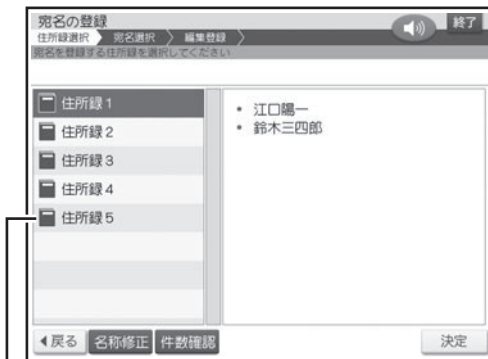 宛名の登録
終了
住所録選択 宛名選択 編集登録
宛名を登録する住所録を選択してください
住所録1
住所録2
住所録3
住所録4
住所録5
• 江口陽一
• 鈴木三四郎
戻る 名称修正 件数確認 決定